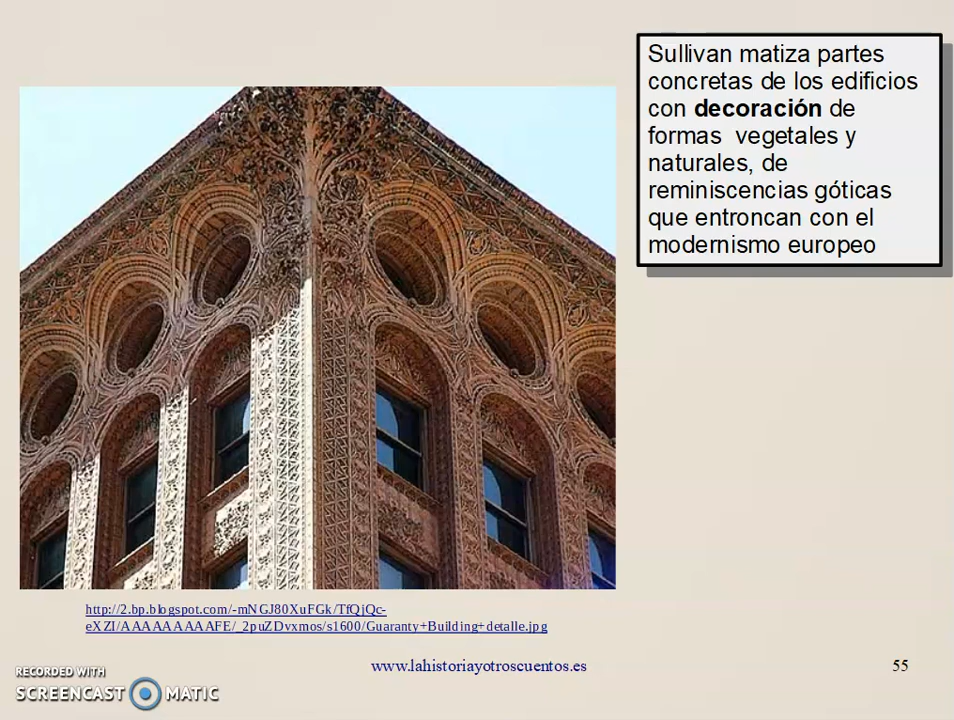 Sullivan matiza partes
concretas de los edificios
con decoración de
formas vegetales y
naturales, de
reminiscencias góticas
que entroncan con el
modernismo europeo
http://2.bp.blogspot.com/-mNGJ80XuFGk/TfQjQc-
eXZI/AAAAAAAAAFE/_2puZDvxmos/s1600/Guaranty+Building+detalle.jpg
www.lahistoriayotroscuentos.es
55
RECORDED WITH
SCREENCAST MATIC